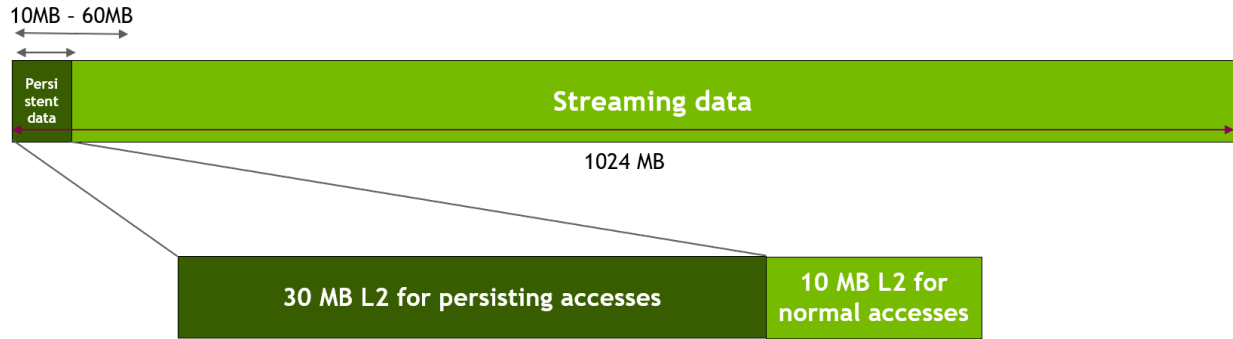 10MB – 60MB
Persi
stent
data
Streaming data
1024 MB
30 MB L2 for persisting accesses
10 MB L2 for
normal accesses